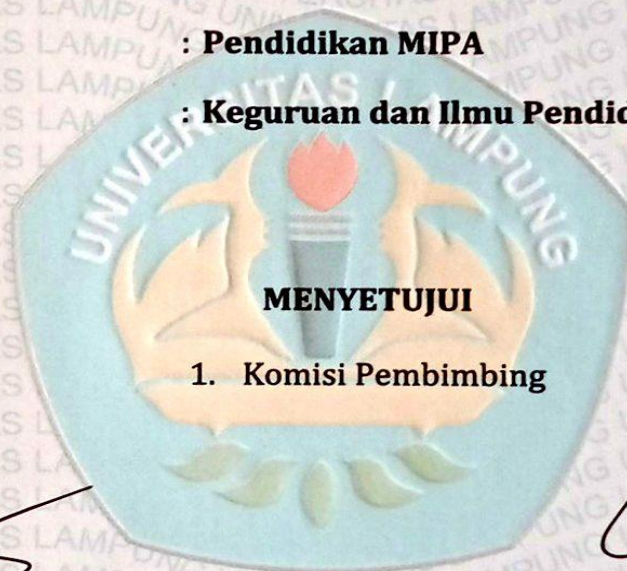 : Pendidikan MIPA
: Keguruan dan Ilmu Pendid
UNIVERSITAS LAMPUNG
MENYETUJUI
1. Komisi Pembimbing